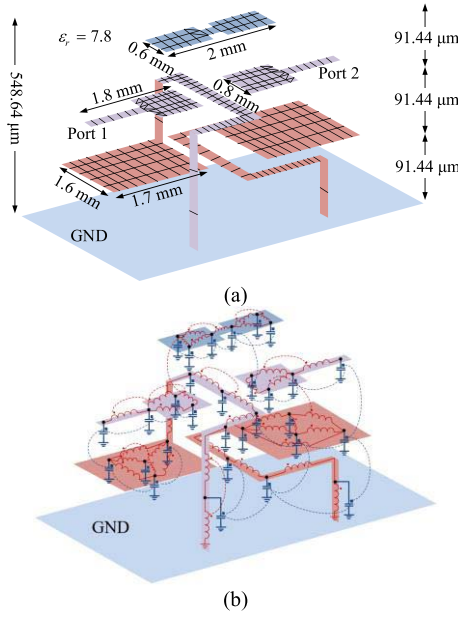 εr = 7.8
0.6 mm
2 mm
91.44 μm
548.64 μm
1.8 mm
0.8 mm
Port 2
91.44 μm
Port 1
1.6 mm
1.7 mm
91.44 μm
GND
(a)
GND
(b)